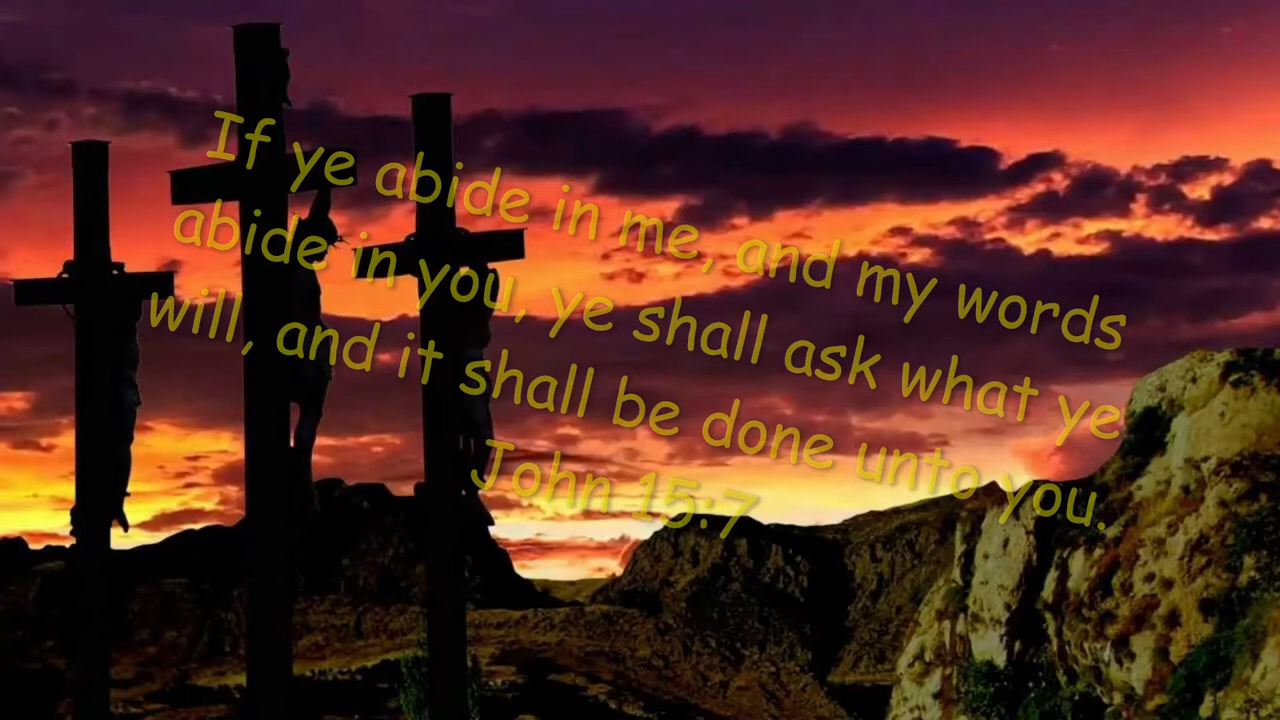 If ye abide in me, and my words
abide in you, ye shall ask what ye
will, and it shall be done unto you.
John 15:7